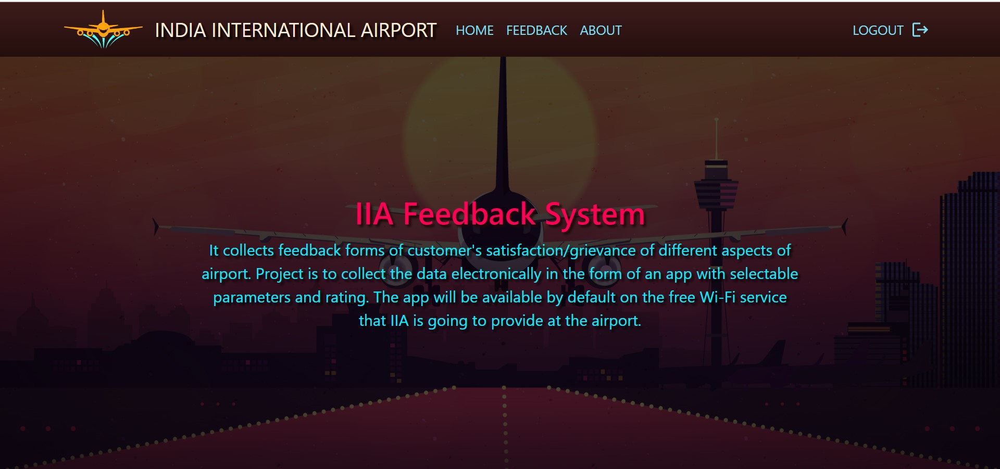 INDIA INTERNATIONAL AIRPORT HOME FEEDBACK ABOUT LOGOUT
IIA Feedback System
It collects feedback forms of customer's satisfaction/grievance of different aspects of
airport. Project is to collect the data electronically in the form of an app with selectable
parameters and rating. The app will be available by default on the free Wi-Fi service
that IIA is going to provide at the airport.